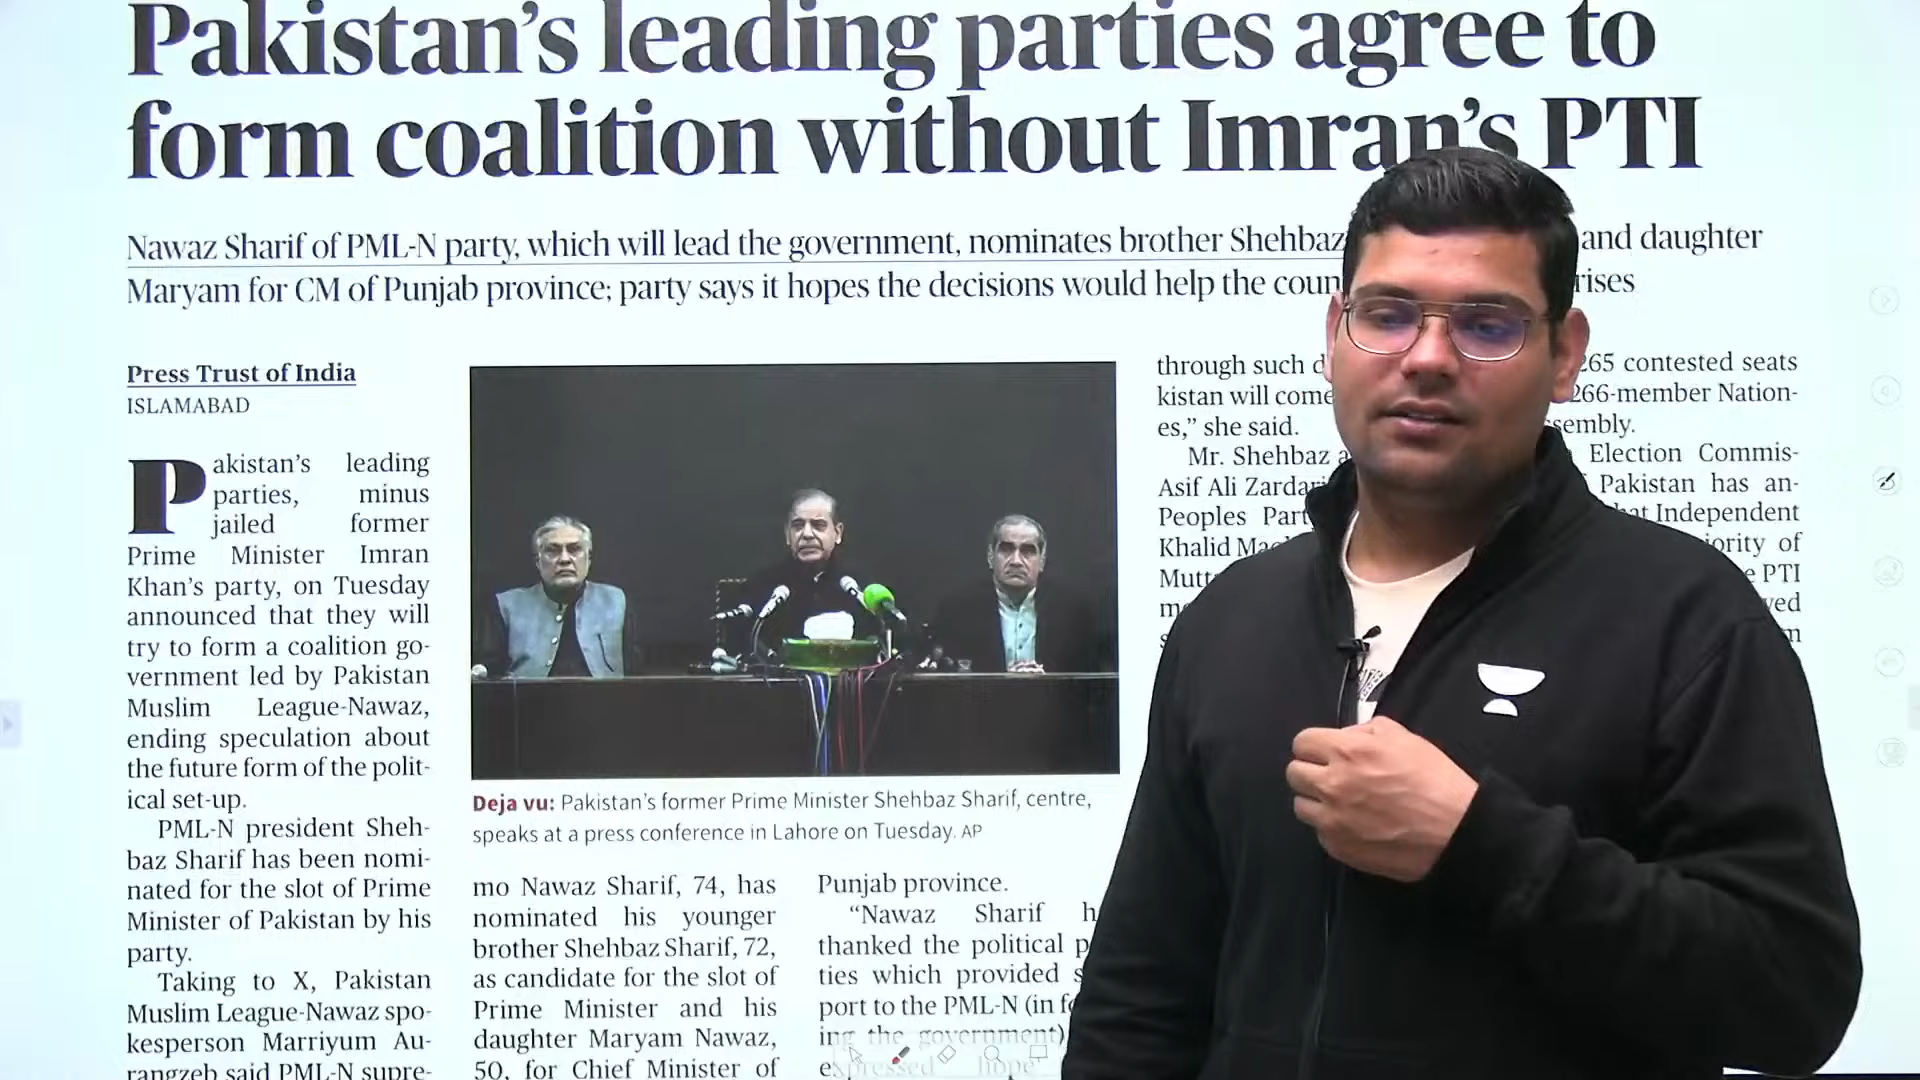 Pakistan’s leading parties agree to
form coalition without Imran’s PTI
Nawaz Sharif of PML-N party, which will lead the government, nominates brother Shehbaz and daughter
Maryam for CM of Punjab province; party says it hopes the decisions would help the
Press Trust of India
ISLAMABAD
Pakistan’s leading
parties, minus
jailed former
Prime Minister Imran
Khan’s party, on Tuesday
announced that they will
try to form a coalition go-
vernment led by Pakistan
Muslim League-Nawaz,
ending speculation about
the future form of the polit-
ical set-up.
PML-N president Sheh-
baz Sharif has been nomi-
nated for the slot of Prime
Minister of Pakistan by his
party.
Taking to X, Pakistan
Muslim League-Nawaz spo-
kesperson Marriyum Au-
rangzeb said PML-N supre-
Deja vu: Pakistan’s former Prime Minister Shehbaz Sharif, centre,
speaks at a press conference in Lahore on Tuesday. AP
mo Nawaz Sharif, 74, has
nominated his younger
brother Shehbaz Sharif, 72,
as candidate for the slot of
Prime Minister and his
daughter Maryam Nawaz,
50, for Chief Minister of
Punjab province.
“Nawaz Sharif
thanked the political
ties which provided
port to the PML-N (in
ing the government)
expressed hope
through such
kistan will come
es,” she said.
Mr. Shehbaz
Asif Ali Zardari
Peoples
Khalid
265 contested seats
266-member Nation-
sembly.
Election Commis-
Pakistan has an-
hat Independent
jority of
PTI